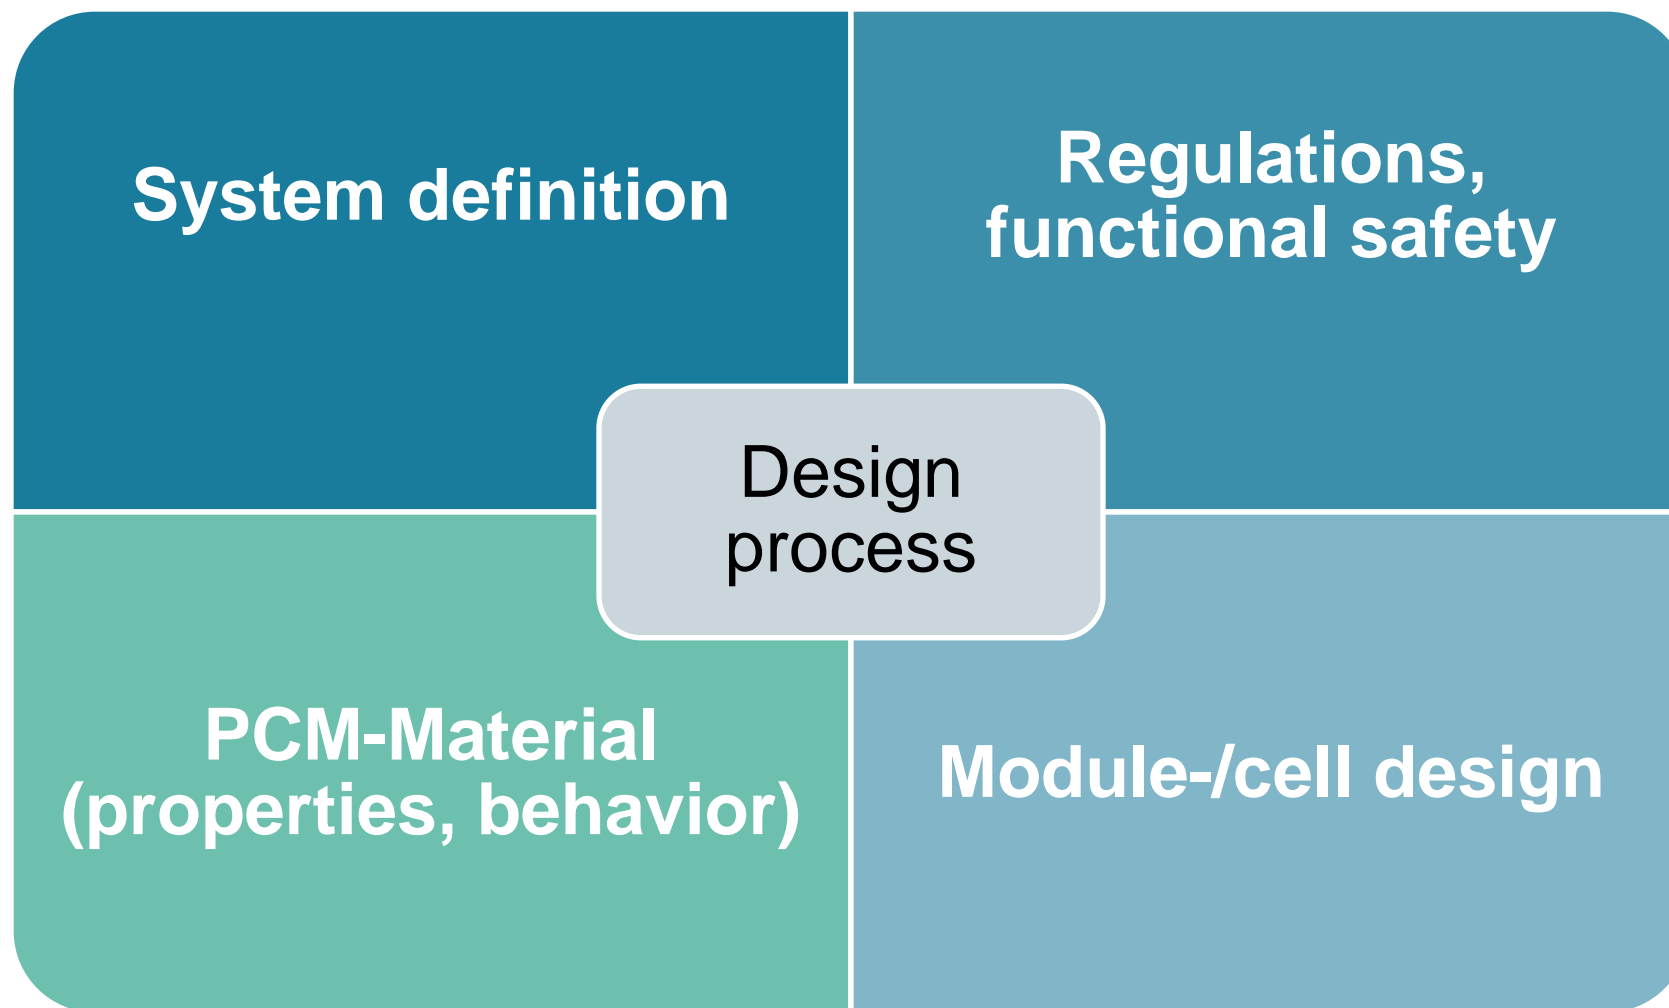 System definition
Regulations,
functional safety
Design
process
PCM-Material
(properties, behavior)
Module-/cell design